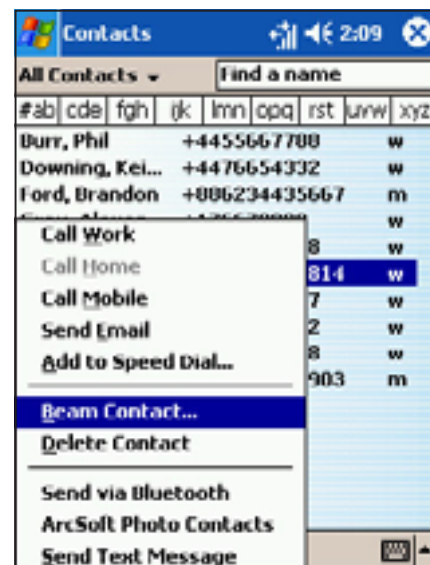 Contacts 2:09
All Contacts Find a name
#ab cde fgh ijk lmn opq rst uvw xyz
Burr, Phil +4455667788 w
Downing, Kei... +4476654332 w
Ford, Brandon +886234435667 m
w
Call Work 8 w
Call Home 814 w
Call Mobile 7 w
Send Email 2 w
Add to Speed Dial... 8 w
903 m
Beam Contact...
Delete Contact
Send via Bluetooth
ArcSoft Photo Contacts
Send Text Message